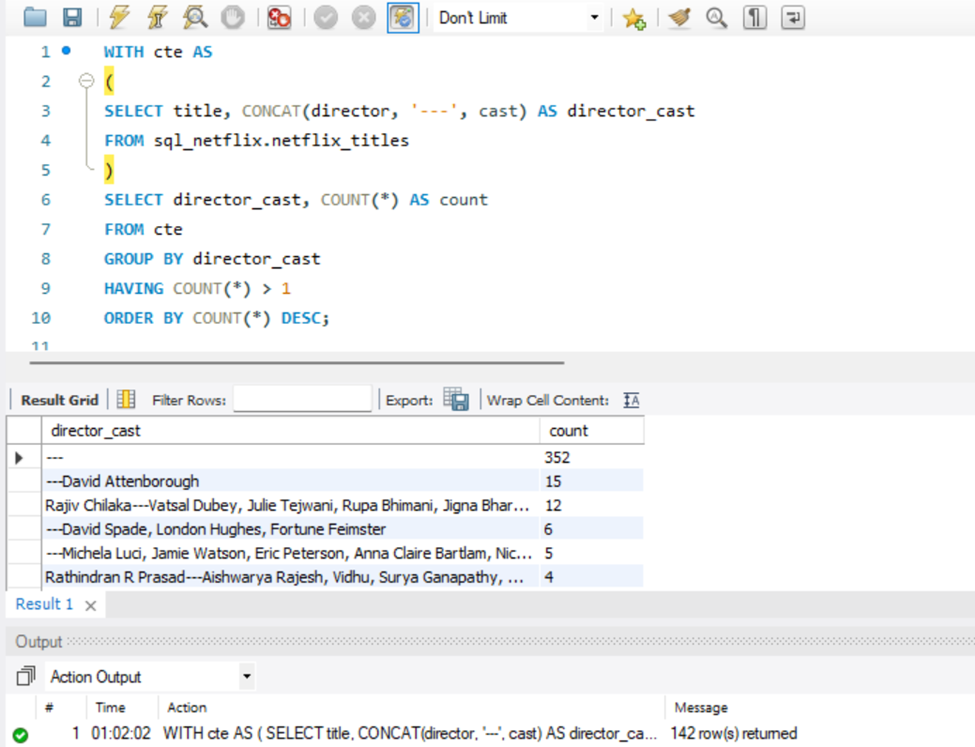 Don't Limit
1 WITH cte AS
2 (
3 SELECT title, CONCAT(director, '---', cast) AS director_cast
4 FROM sql_netflix.netflix_titles
5 )
6 SELECT director_cast, COUNT(*) AS count
7 FROM cte
8 GROUP BY director_cast
9 HAVING COUNT(*) > 1
10 ORDER BY COUNT(*) DESC;
11
Result Grid Filter Rows: Export: Wrap Cell Content: IA
director_cast count
--- 352
---David Attenborough 15
Rajiv Chilaka---Vatsal Dubey, Julie Tejwani, Rupa Bhimani, Jigna Bhar... 12
---David Spade, London Hughes, Fortune Feimster 6
---Michela Luci, Jamie Watson, Eric Peterson, Anna Claire Bartlam, Nic... 5
Rathindran R Prasad---Aishwarya Rajesh, Vidhu, Surya Ganapathy, ... 4
Result 1
Output
Action Output
# Time Action Message
1 01:02:02 WITH cte AS ( SELECT title, CONCAT(director, '---', cast) AS director_ca... 142 row(s) returned